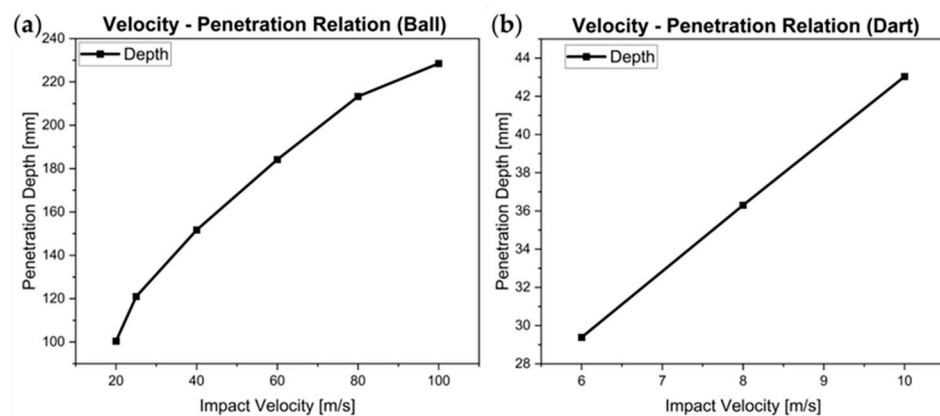 (a)
Velocity - Penetration Relation (Ball)
240
220
200
180
160
140
120
100
Penetration Depth [mm]
Depth
20
40
60
80
100
Impact Velocity [m/s]
(b)
Velocity - Penetration Relation (Dart)
44
42
40
38
36
34
32
30
28
Penetration Depth [mm]
Depth
6
7
8
9
10
Impact Velocity [m/s]